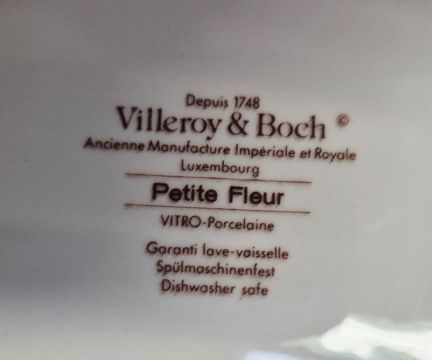 Depuis 1748
Villeroy & Boch ©
Ancienne Manufacture Impériale et Royale
Luxembourg
Petite Fleur
VITRO-Porcelaine
Garanti lave-vaisselle
Spülmaschinenfest
Dishwasher safe